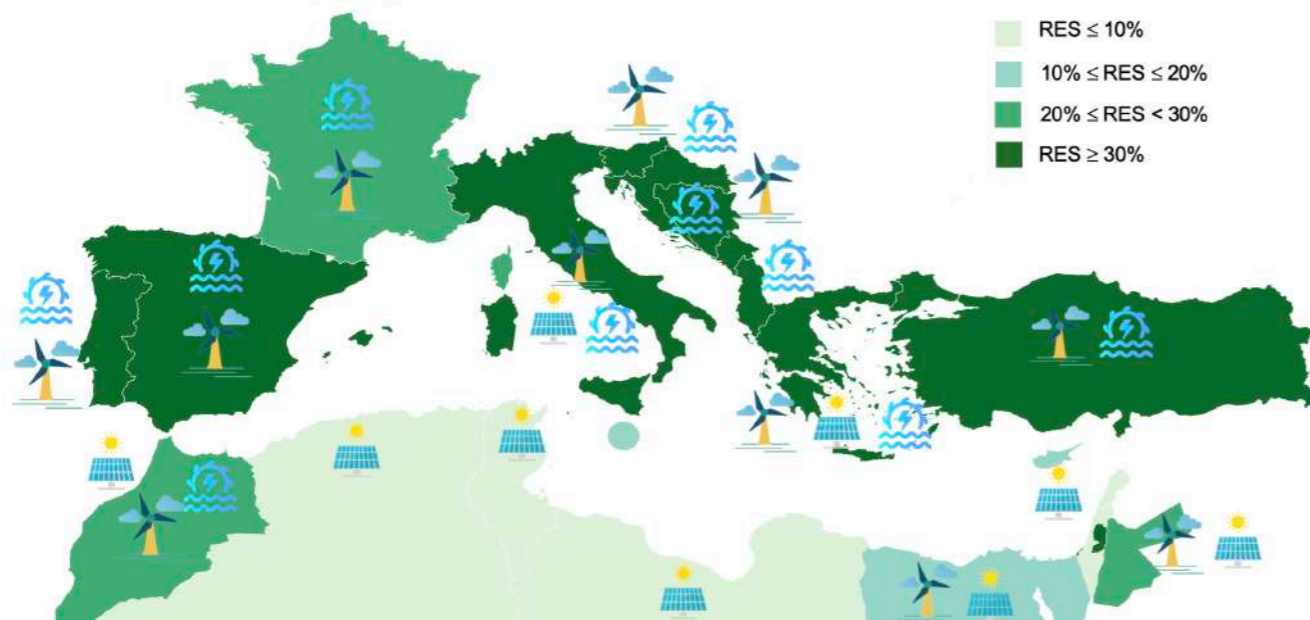 RES ≤ 10%
10% ≤ RES ≤ 20%
20% ≤ RES < 30%
RES ≥ 30%